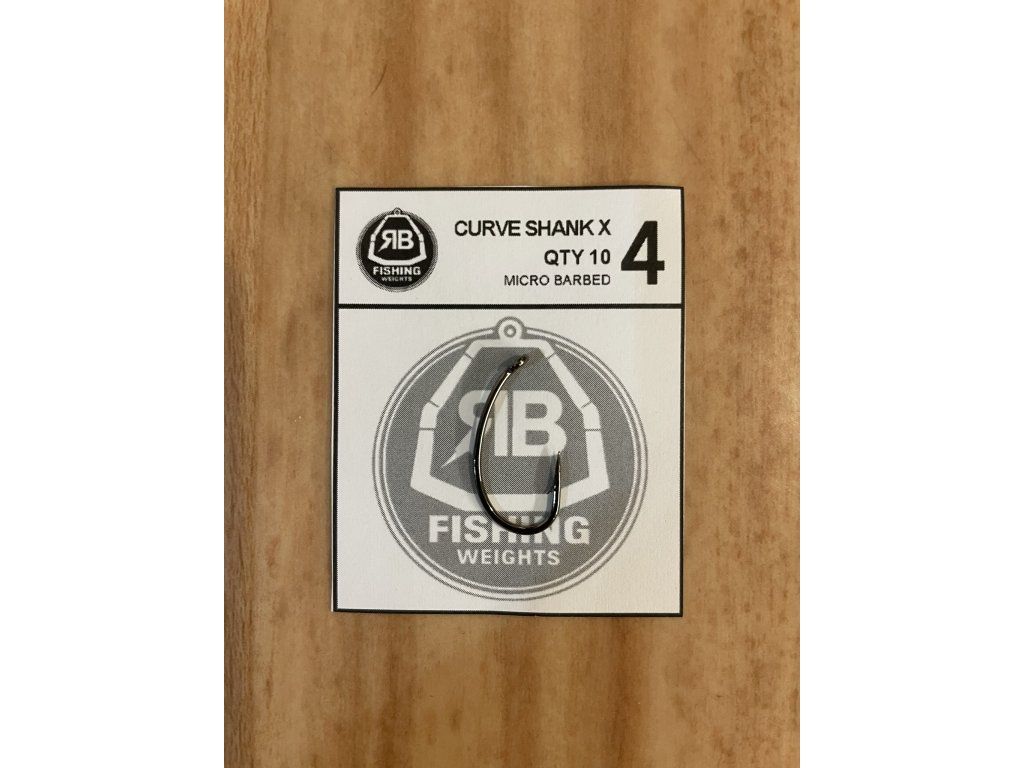 RB
FISHING
WEIGHTS
CURVE SHANK X
QTY 10
MICRO BARBED
4
RB
FISHING
WEIGHTS